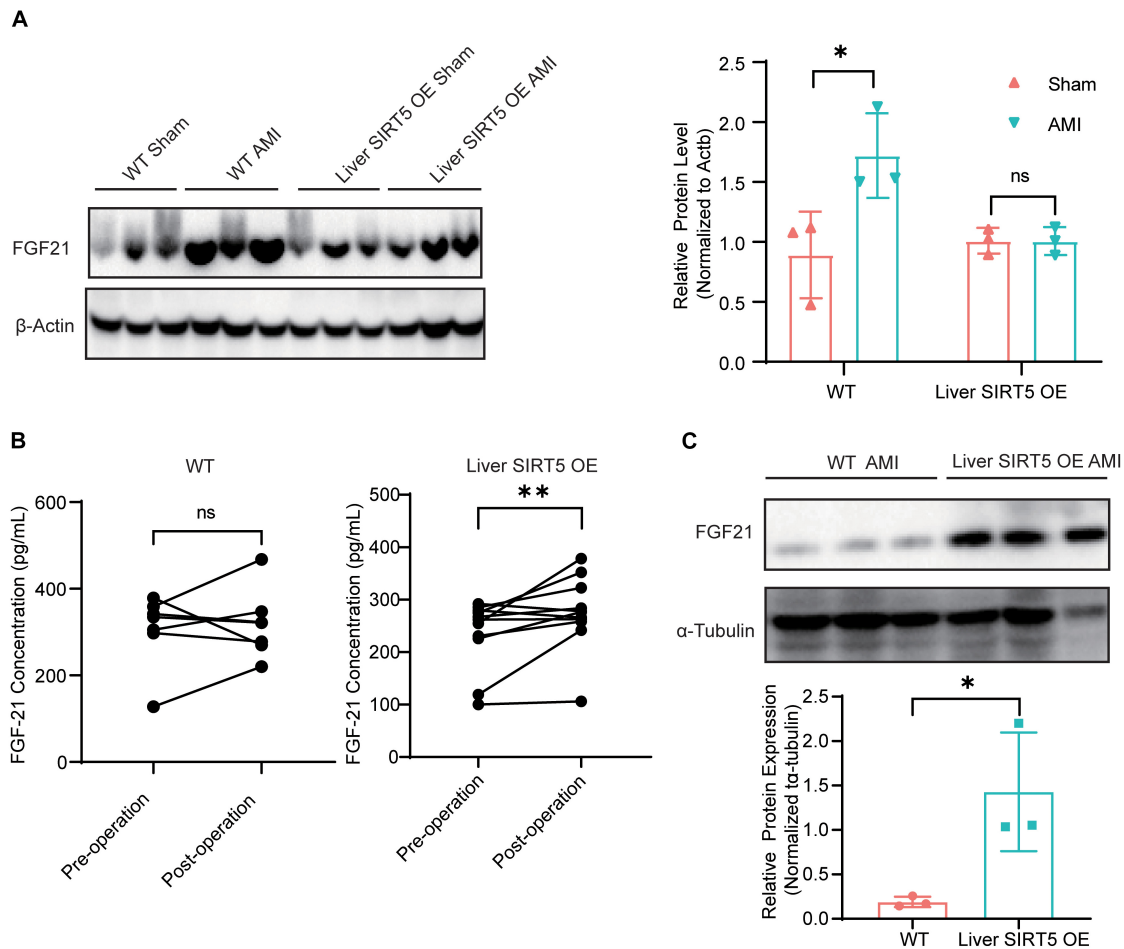 A
WT Sham
WT AMI
Liver SIRT5 OE Sham
Liver SIRT5 OE AMI
FGF21
β-Actin
Relative Protein Level
(Normalized to Actb)
2.5
2.0
1.5
1.0
0.5
0.0
*
ns
Sham
AMI
WT
Liver SIRT5 OE
B
WT
FGF-21 Concentration (pg/mL)
600
400
200
0
ns
Pre-operation
Post-operation
Liver SIRT5 OE
FGF-21 Concentration (pg/mL)
500
400
300
200
100
0
**
Pre-operation
Post-operation
C
WT AMI
Liver SIRT5 OE AMI
FGF21
α-Tubulin
Relative Protein Expression
(Normalized tα-tubulin)
2.5
2.0
1.5
1.0
0.5
0.0
*
WT
Liver SIRT5 OE